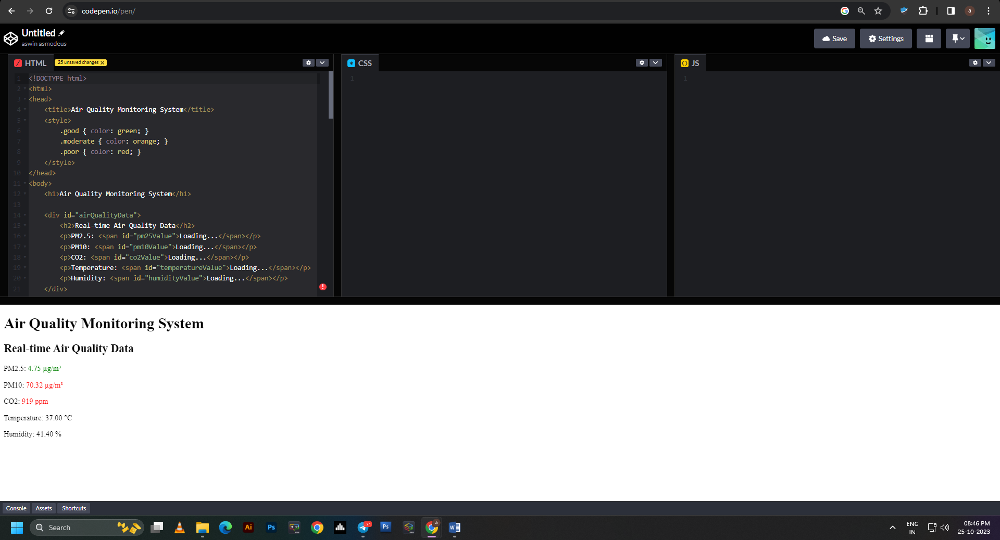 codepen.io/pen/
a
Untitled
aswin asmodeus
Save
Settings
HTML
25 unsaved changes ×
CSS
JS
1 <!DOCTYPE html>
2 <html>
3 <head>
4 <title>Air Quality Monitoring System</title>
5 <style>
6 .good { color: green; }
7 .moderate { color: orange; }
8 .poor { color: red; }
9 </style>
10 </head>
11 <body>
12 <h1>Air Quality Monitoring System</h1>
13
14 <div id="airQualityData">
15 <h2>Real-time Air Quality Data</h2>
16 <p>PM2.5: <span id="pm25Value">Loading...</span></p>
17 <p>PM10: <span id="pm10Value">Loading...</span></p>
18 <p>CO2: <span id="co2Value">Loading...</span></p>
19 <p>Temperature: <span id="temperatureValue">Loading...</span></p>
20 <p>Humidity: <span id="humidityValue">Loading...</span></p>
21 </div>
1
1
Air Quality Monitoring System
Real-time Air Quality Data
PM2.5: 4.75 µg/m³
PM10: 70.32 µg/m³
CO2: 919 ppm
Temperature: 37.00 °C
Humidity: 41.40 %
Console
Assets
Shortcuts
Search
Ai
Ps
71
Ps
a
W
ENG
IN
08:46 PM
25-10-2023